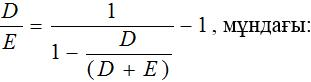 D/E = 1/(1 − D/(D + E)) − 1, мұндағы: